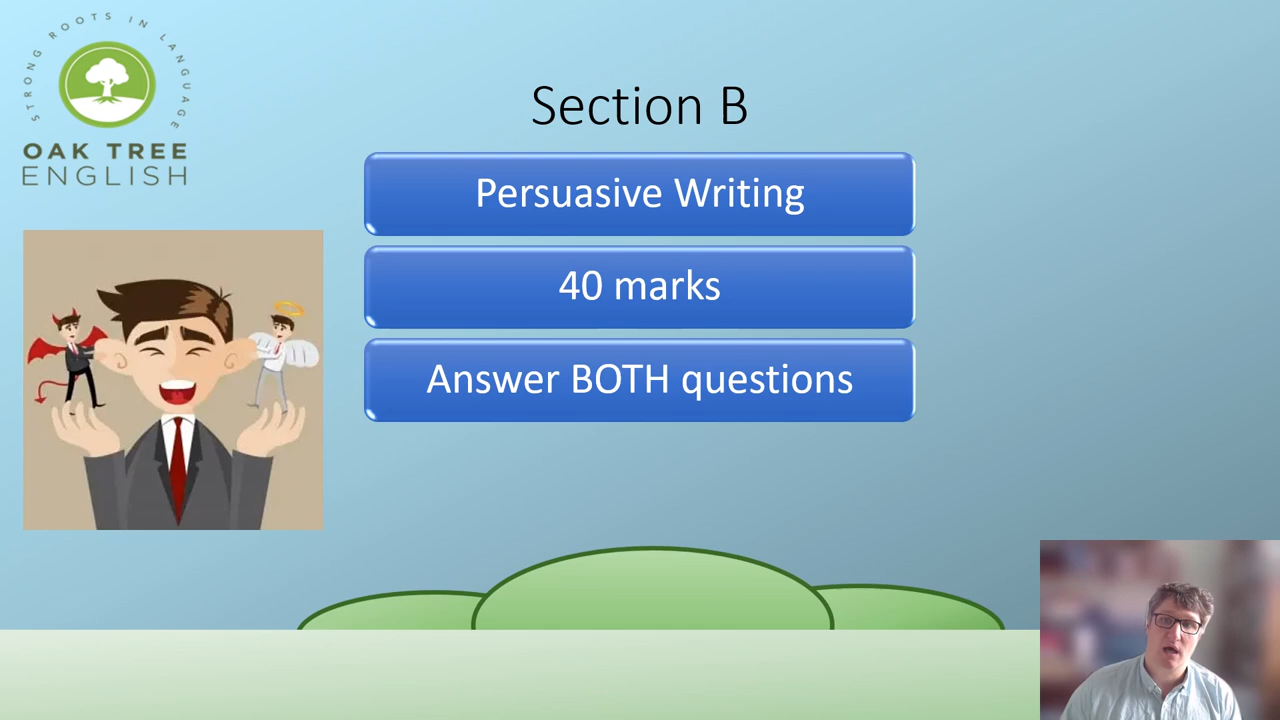 STRONG ROOTS IN LANGUAGE
OAK TREE
ENGLISH
Section B
Persuasive Writing
40 marks
Answer BOTH questions